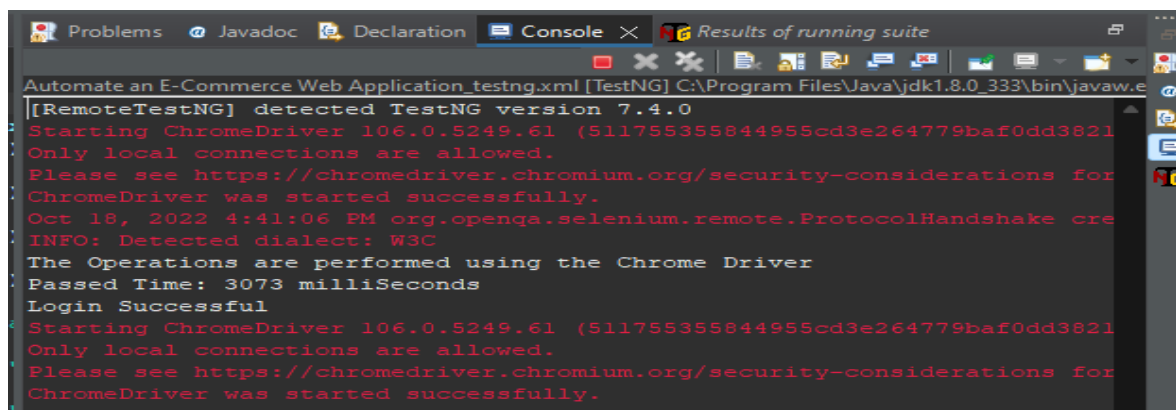 Problems @ Javadoc Declaration Console Results of running suite
Automate an E-Commerce Web Application_testng.xml [TestNG] C:\Program Files\Java\jdk1.8.0_333\bin\javaw.e
[RemoteTestNG] detected TestNG version 7.4.0
Starting ChromeDriver 106.0.5249.61 (511755355844955cd3e264779baf0dd3821
Only local connections are allowed.
Please see https://chromedriver.chromium.org/security-considerations for
ChromeDriver was started successfully.
Oct 18, 2022 4:41:06 PM org.openqa.selenium.remote.ProtocolHandshake cre
INFO: Detected dialect: W3C
The Operations are performed using the Chrome Driver
Passed Time: 3073 milliSeconds
Login Successful
Starting ChromeDriver 106.0.5249.61 (511755355844955cd3e264779baf0dd3821
Only local connections are allowed.
Please see https://chromedriver.chromium.org/security-considerations for
ChromeDriver was started successfully.